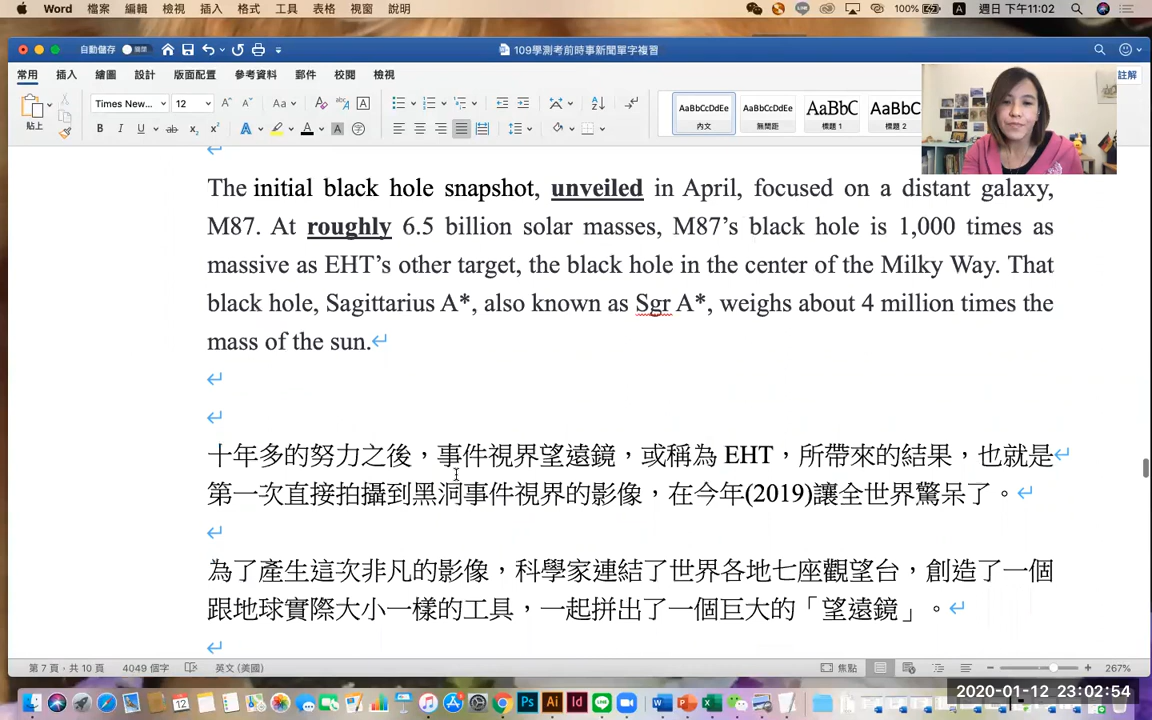 Word 檔案 編輯 檢視 插入 格式 工具 表格 視窗 說明 100% A 週日 下午11:02
自動儲存 109學測考前時事新聞單字複習
常用 插入 繪圖 設計 版面配置 參考資料 郵件 校閱 檢視 註解
貼上 Times New... 12 Aa AaBbCcDdEe AaBbCcDdEe AaBbC AaBbC
內文 無間距 標題 1 標題 2
The initial black hole snapshot, unveiled in April, focused on a distant galaxy,
M87. At roughly 6.5 billion solar masses, M87’s black hole is 1,000 times as
massive as EHT’s other target, the black hole in the center of the Milky Way. That
black hole, Sagittarius A*, also known as Sgr A*, weighs about 4 million times the
mass of the sun.
十年多的努力之後，事件視界望遠鏡，或稱為 EHT，所帶來的結果，也就是
第一次直接拍攝到黑洞事件視界的影像，在今年(2019)讓全世界驚呆了。
為了產生這次非凡的影像，科學家連結了世界各地七座觀望台，創造了一個
跟地球實際大小一樣的工具，一起拼出了一個巨大的「望遠鏡」。
第 7 頁，共 10 頁 4049 個字 英文 (美國) 焦點 267%
2020-01-12 23:02:54